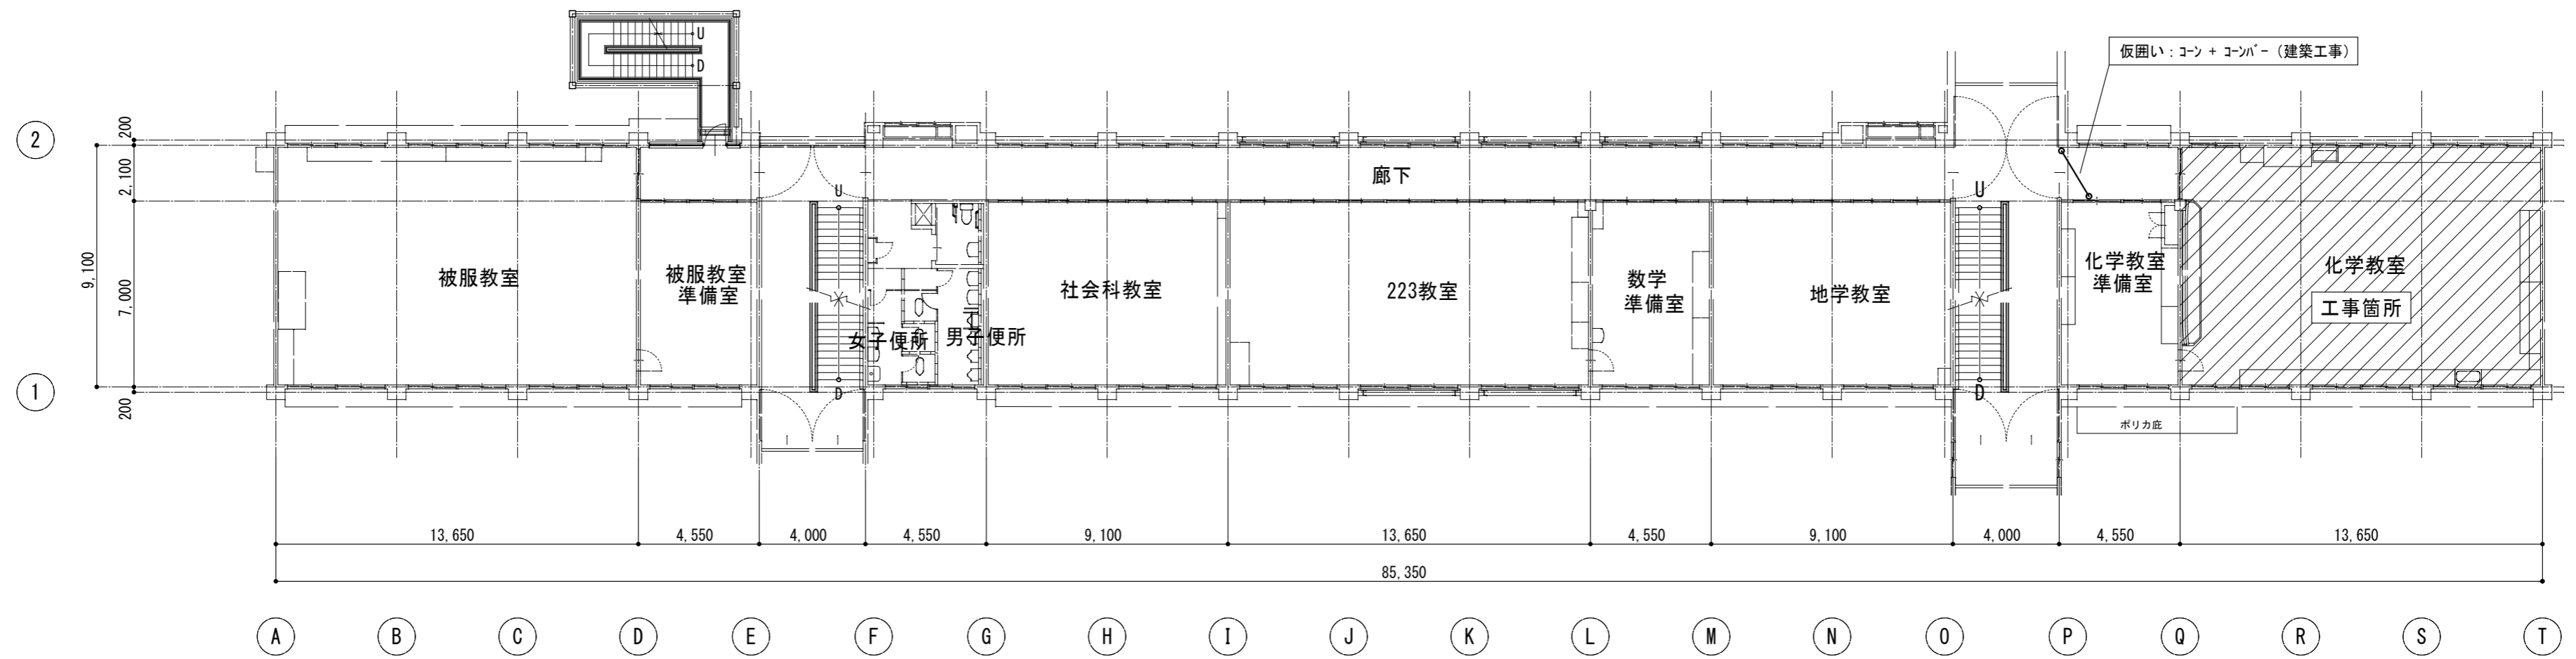 U
D
仮囲い：コーン + コーンバー（建築工事）
2
200
2,100
9,100
7,000
1
200
廊下
U
U
被服教室
被服教室
準備室
女子便所
男子便所
社会科教室
223教室
数学
準備室
地学教室
化学教室
準備室
化学教室
工事箇所
D
D
ポリカ庇
13,650
4,550
4,000
4,550
9,100
13,650
4,550
9,100
4,000
4,550
13,650
85,350
A
B
C
D
E
F
G
H
I
J
K
L
M
N
O
P
Q
R
S
T